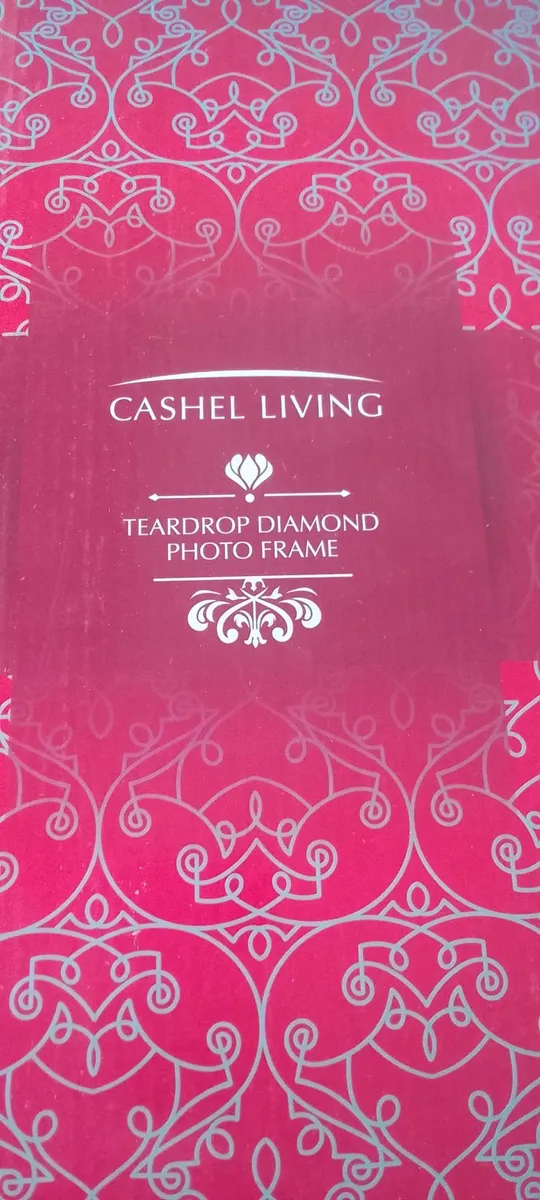 CASHEL LIVING
TEARDROP DIAMOND
PHOTO FRAME